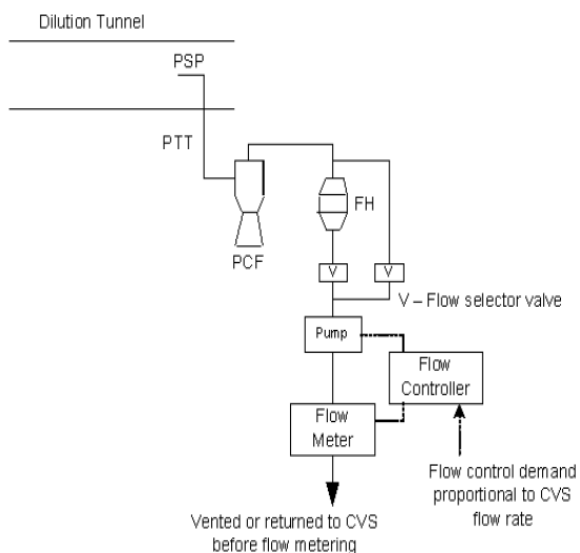 Dilution Tunnel
PSP
PTT
FH
PCF
V
V
V – Flow selector valve
Pump
Flow
Controller
Flow
Meter
Flow control demand
proportional to CVS
flow rate
Vented or returned to CVS
before flow metering